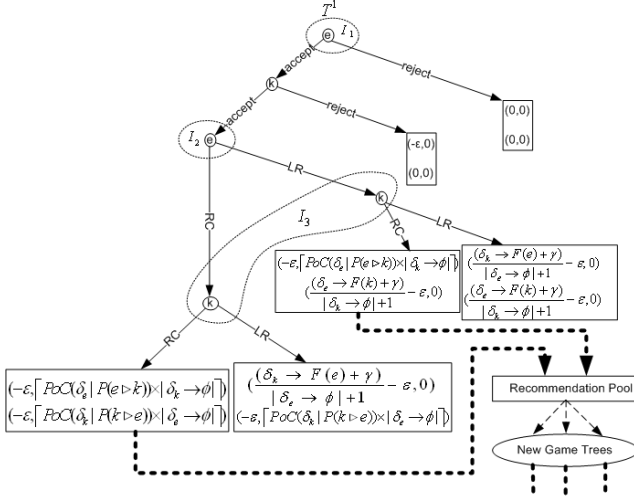 T¹
e I₁
accept
reject
k
accept
reject
(0,0)
(0,0)
(-ε,0)
(0,0)
I₂ e
LR
RC
k
I₃
RC
LR
(-ε,⌈PoC(δₑ|P(e▷k))×|δₖ→ϕ|⌉)
((δₑ→F(k)+γ)/|δₖ→ϕ|+1 -ε,0)
((δₖ→F(e)+γ)/|δₑ→ϕ|+1 -ε,0)
((δₑ→F(k)+γ)/|δₖ→ϕ|+1 -ε,0)
k
RC
LR
(-ε,⌈PoC(δₑ|P(e▷k))×|δₖ→ϕ|⌉)
(-ε,⌈PoC(δₖ|P(k▷e))×|δₑ→ϕ|⌉)
((δₖ→F(e)+γ)/|δₑ→ϕ|+1 -ε,0)
(-ε,⌈PoC(δₖ|P(k▷e))×|δₑ→ϕ|⌉)
Recommendation Pool
New Game Trees